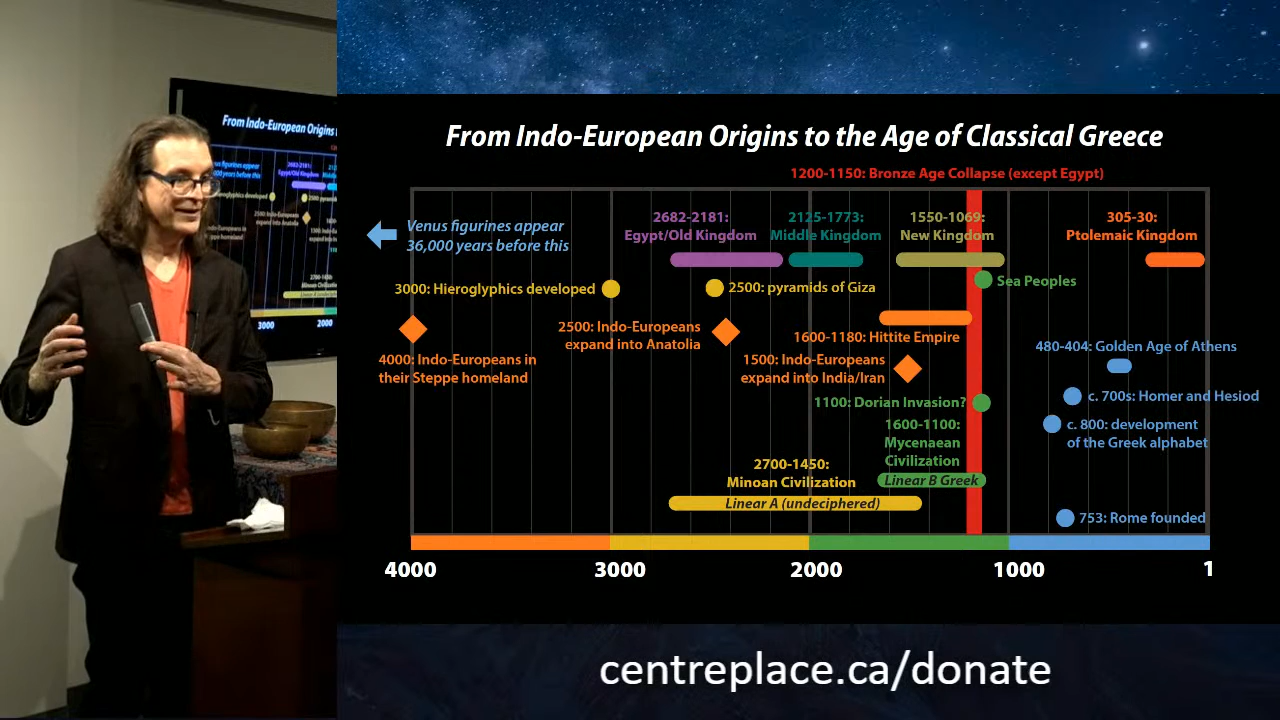 From Indo-European Origins to the Age of Classical Greece
1200-1150: Bronze Age Collapse (except Egypt)
Venus figurines appear
36,000 years before this
2682-2181:
Egypt/Old Kingdom
2125-1773:
Middle Kingdom
1550-1069:
New Kingdom
305-30:
Ptolemaic Kingdom
Sea Peoples
3000: Hieroglyphics developed
2500: pyramids of Giza
2500: Indo-Europeans
expand into Anatolia
1600-1180: Hittite Empire
4000: Indo-Europeans in
their Steppe homeland
1500: Indo-Europeans
expand into India/Iran
480-404: Golden Age of Athens
c. 700s: Homer and Hesiod
1100: Dorian Invasion?
c. 800: development
of the Greek alphabet
1600-1100:
Mycenaean
Civilization
Linear B Greek
2700-1450:
Minoan Civilization
Linear A (undeciphered)
753: Rome founded
4000
3000
2000
1000
1
centreplace.ca/donate
From Indo-European Origins
3000
2000